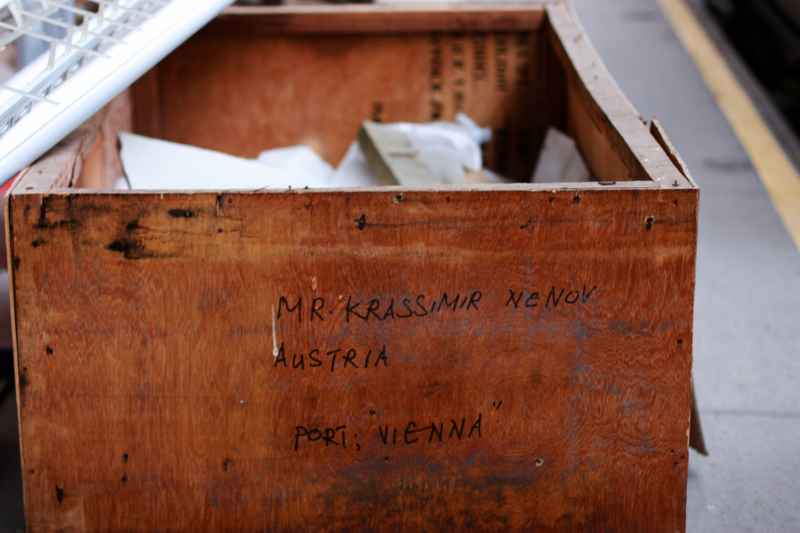 MR. KRASSIMIR NENOV
AUSTRIA
PORT; "VIENNA"